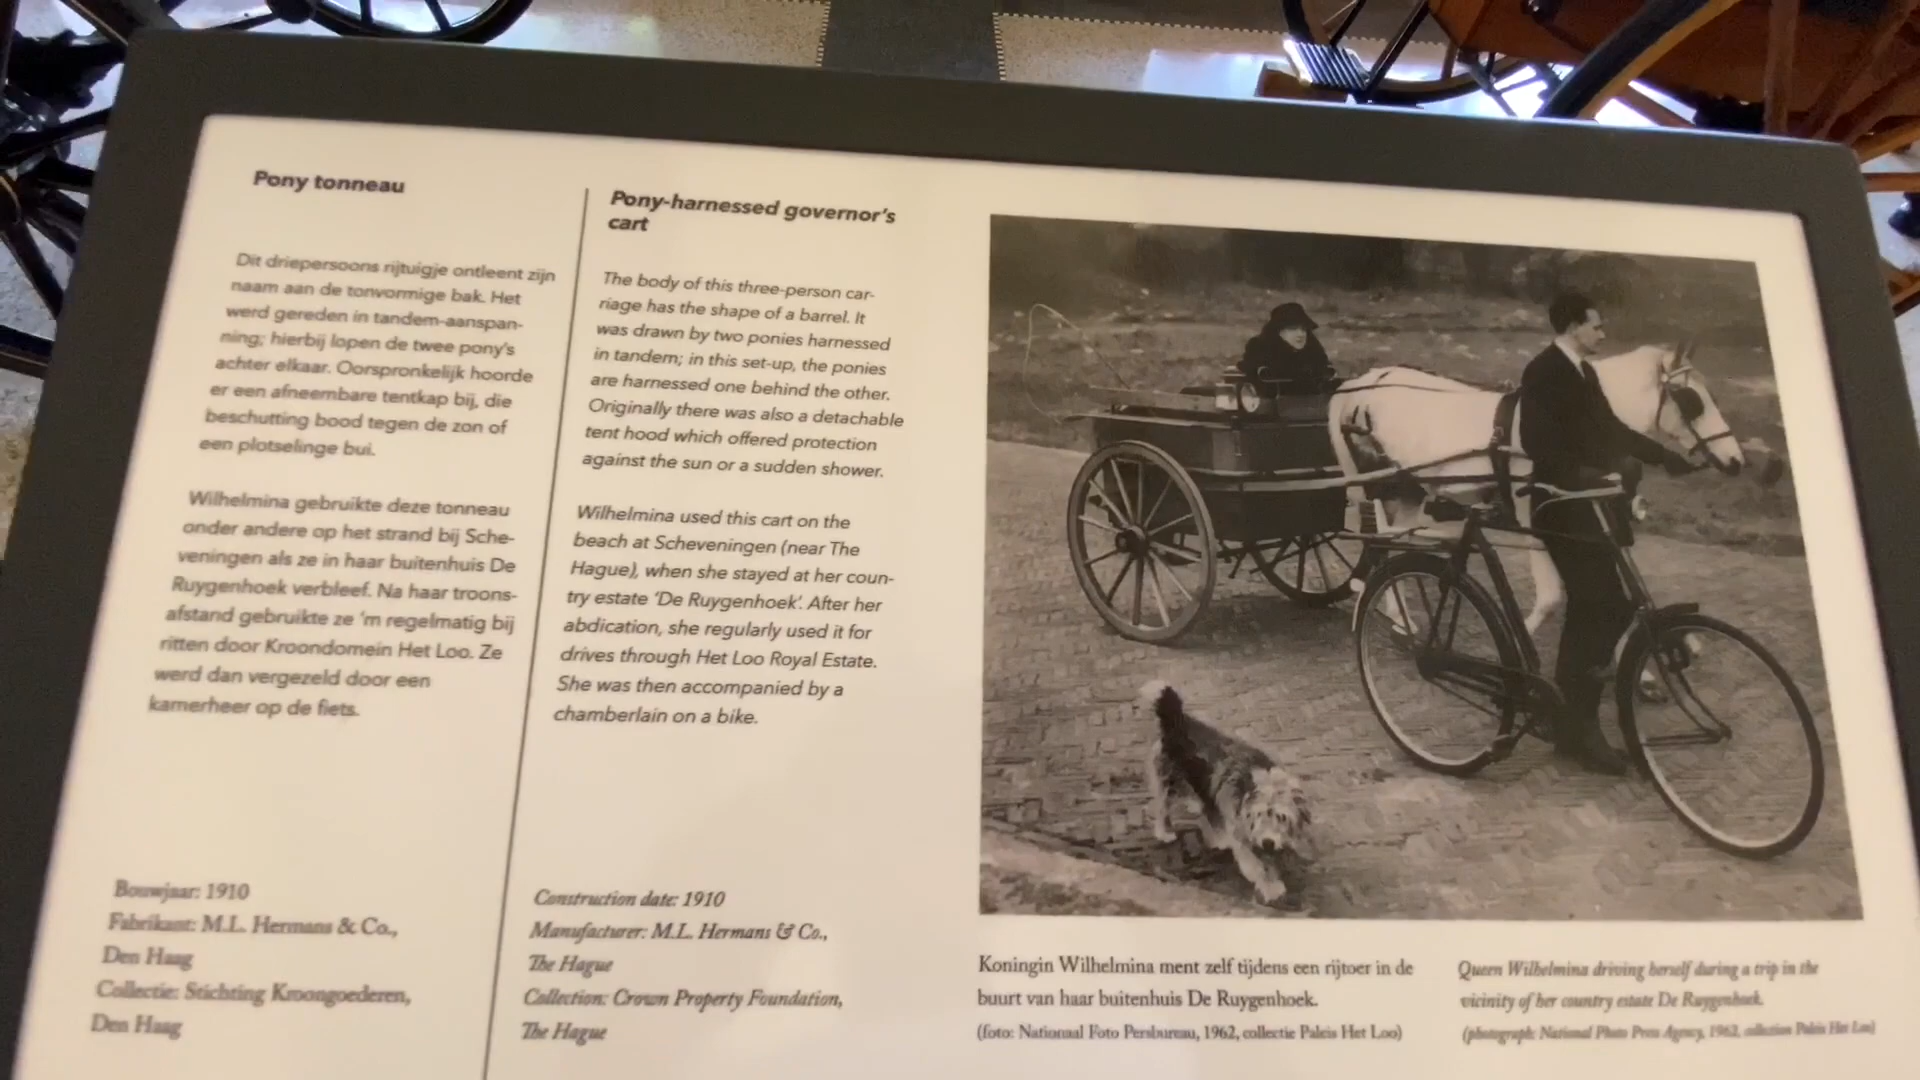 Pony tonneau
Dit driepersoons rijtuigje ontleent zijn
naam aan de tonvormige bak. Het
werd gereden in tandem-aanspan-
ning; hierbij lopen de twee pony's
achter elkaar. Oorspronkelijk hoorde
er een afneembare tentkap bij, die
beschutting bood tegen de zon of
een plotselinge bui.
Wilhelmina gebruikte deze tonneau
onder andere op het strand bij Sche-
veningen als ze in haar buitenhuis De
Ruygenhoek verbleef. Na haar troons-
afstand gebruikte ze 'm regelmatig bij
ritten door Kroondomein Het Loo. Ze
werd dan vergezeld door een
kamerheer op de fiets.
Bouwjaar: 1910
Fabrikant: M.L. Hermans & Co.,
Den Haag
Collectie: Stichting Kroongoederen,
Den Haag
Pony-harnessed governor's
cart
The body of this three-person car-
riage has the shape of a barrel. It
was drawn by two ponies harnessed
in tandem; in this set-up, the ponies
are harnessed one behind the other.
Originally there was also a detachable
tent hood which offered protection
against the sun or a sudden shower.
Wilhelmina used this cart on the
beach at Scheveningen (near The
Hague), when she stayed at her coun-
try estate 'De Ruygenhoek'. After her
abdication, she regularly used it for
drives through Het Loo Royal Estate.
She was then accompanied by a
chamberlain on a bike.
Construction date: 1910
Manufacturer: M.L. Hermans & Co.,
The Hague
Collection: Crown Property Foundation,
The Hague
Koningin Wilhelmina ment zelf tijdens een rijtoer in de
buurt van haar buitenhuis De Ruygenhoek.
(foto: Nationaal Foto Persbureau, 1962, collectie Paleis Het Loo)
Queen Wilhelmina driving herself during a trip in the
vicinity of her country estate De Ruygenhoek.
(photograph: National Photo Press Agency, 1962, collection Paleis Het Loo)